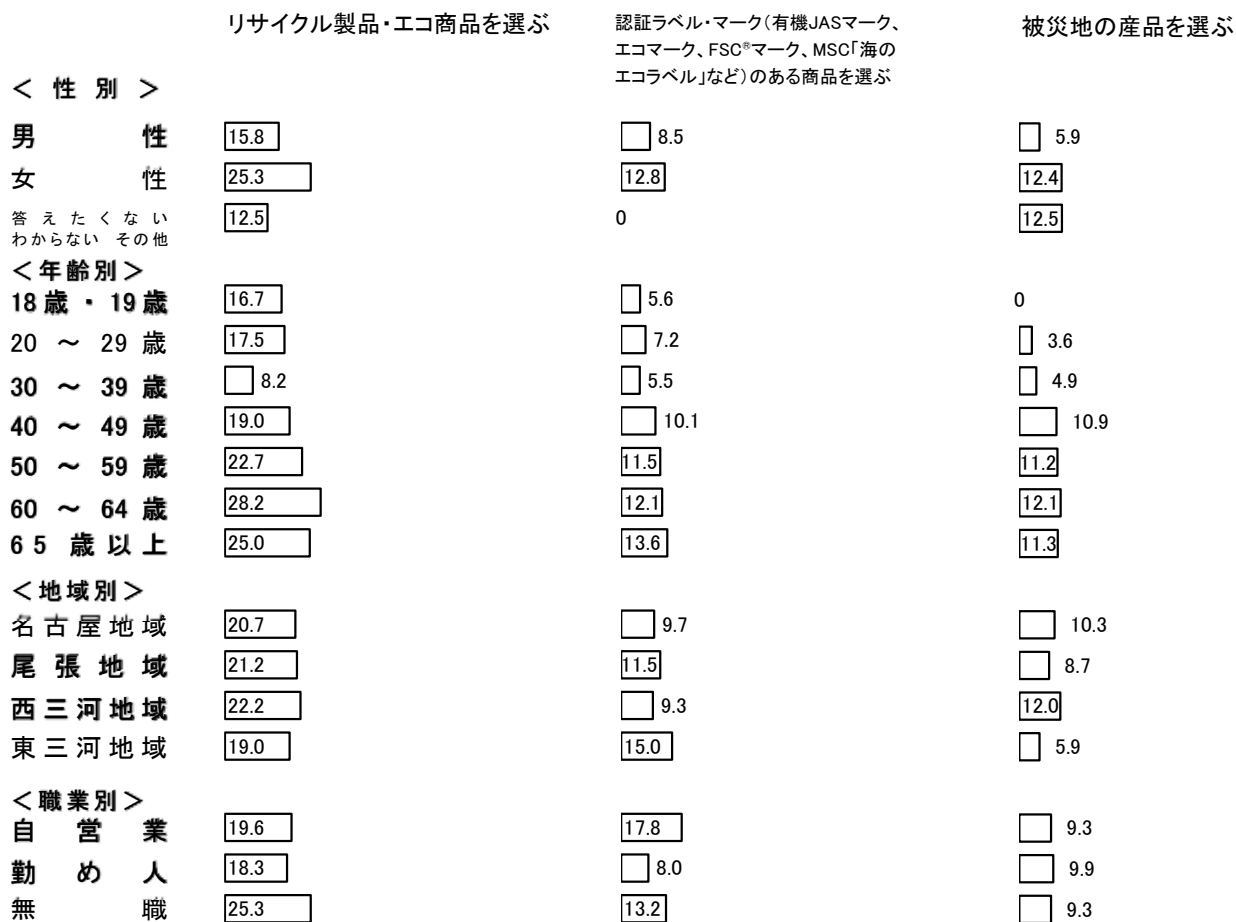 リサイクル製品・エコ商品を選ぶ
認証ラベル・マーク（有機JASマーク、
エコマーク、FSC®マーク、MSC「海の
エコラベル」など）のある商品を選ぶ
被災地の産品を選ぶ
＜ 性 別 ＞
男 性 15.8 8.5 5.9
女 性 25.3 12.8 12.4
答 え た く な い
わからない その他 12.5 0 12.5
＜年齢別＞
18歳・19歳 16.7 5.6 0
20 ～ 29 歳 17.5 7.2 3.6
30 ～ 39 歳 8.2 5.5 4.9
40 ～ 49 歳 19.0 10.1 10.9
50 ～ 59 歳 22.7 11.5 11.2
60 ～ 64 歳 28.2 12.1 12.1
65 歳以上 25.0 13.6 11.3
＜地域別＞
名古屋地域 20.7 9.7 10.3
尾張地域 21.2 11.5 8.7
西三河地域 22.2 9.3 12.0
東三河地域 19.0 15.0 5.9
＜職業別＞
自営業 19.6 17.8 9.3
勤め人 18.3 8.0 9.9
無職 25.3 13.2 9.3